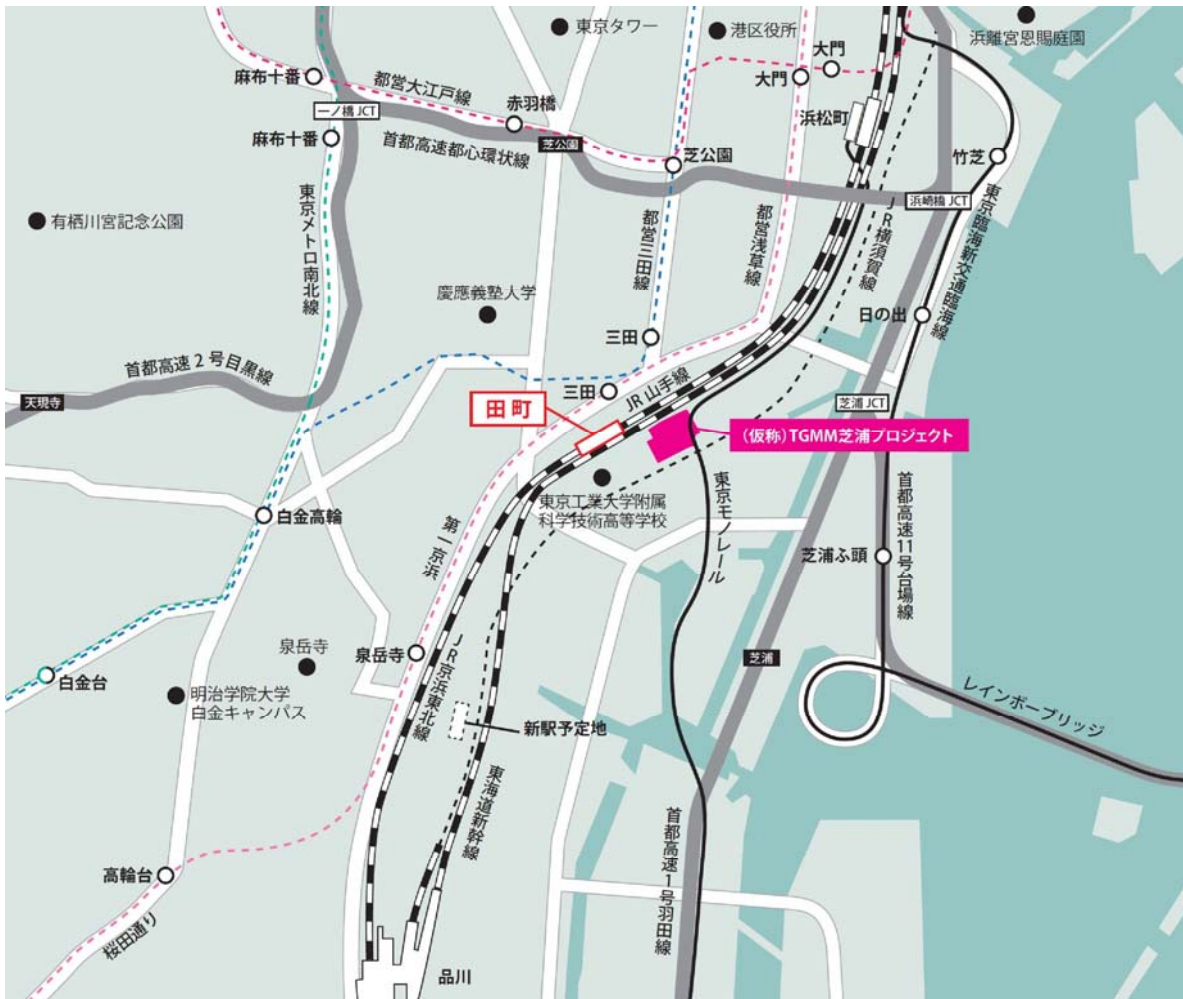 東京タワー
港区役所
浜離宮恩賜庭園
大門
大門
麻布十番
都営大江戸線
赤羽橋
浜松町
一ノ橋 JCT
麻布十番
首都高速都心環状線
芝公園
芝公園
竹芝
浜崎橋 JCT
有栖川宮記念公園
東京メトロ南北線
都営三田線
都営浅草線
JR横須賀線
東京臨海新交通臨海線
慶應義塾大学
日の出
三田
首都高速2号目黒線
三田
JR山手線
天現寺
田町
芝浦 JCT
(仮称)TGMM芝浦プロジェクト
東京工業大学附属
科学技術高等学校
東京モノレール
首都高速11号台場線
白金高輪
第一京浜
芝浦ふ頭
泉岳寺
泉岳寺
芝浦
白金台
明治学院大学
白金キャンパス
JR京浜東北線
新駅予定地
レインボーブリッジ
東海道新幹線
首都高速1号羽田線
高輪台
桜田通り
品川